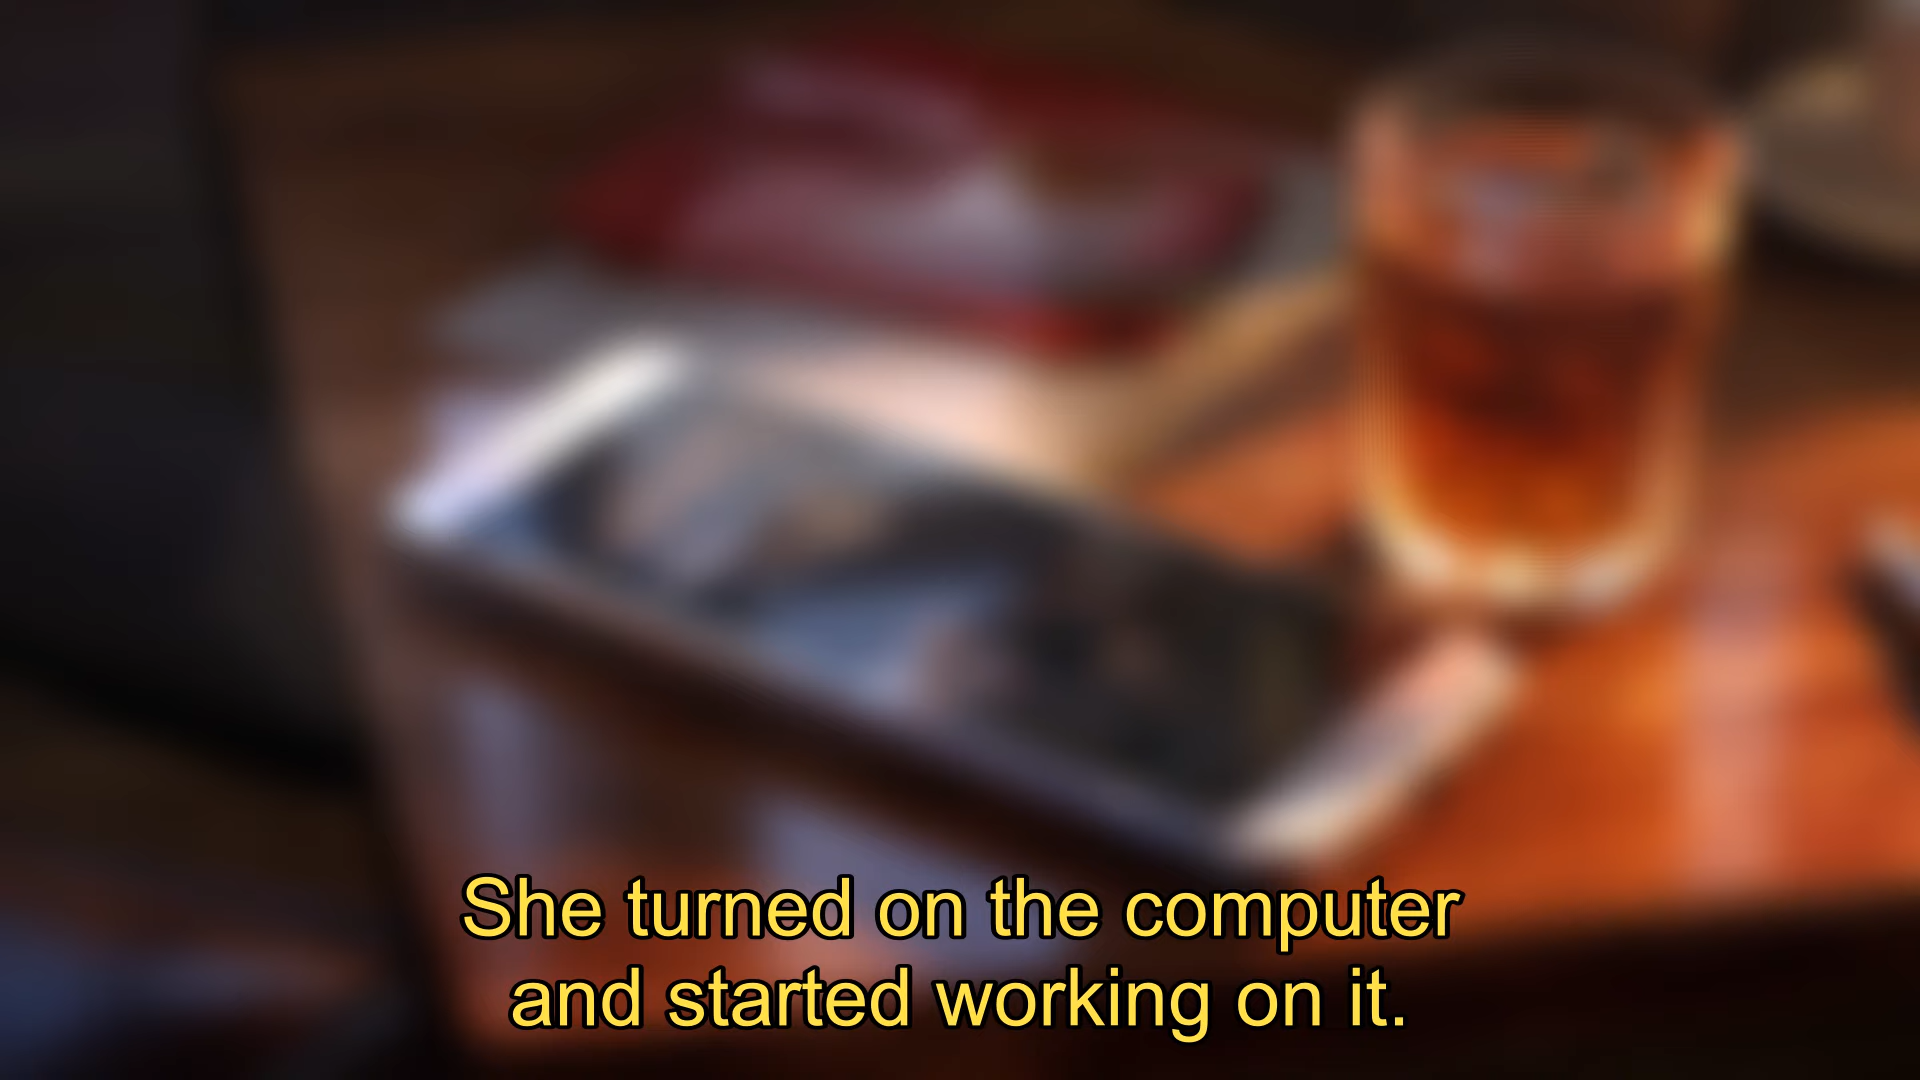 She turned on the computer
and started working on it.